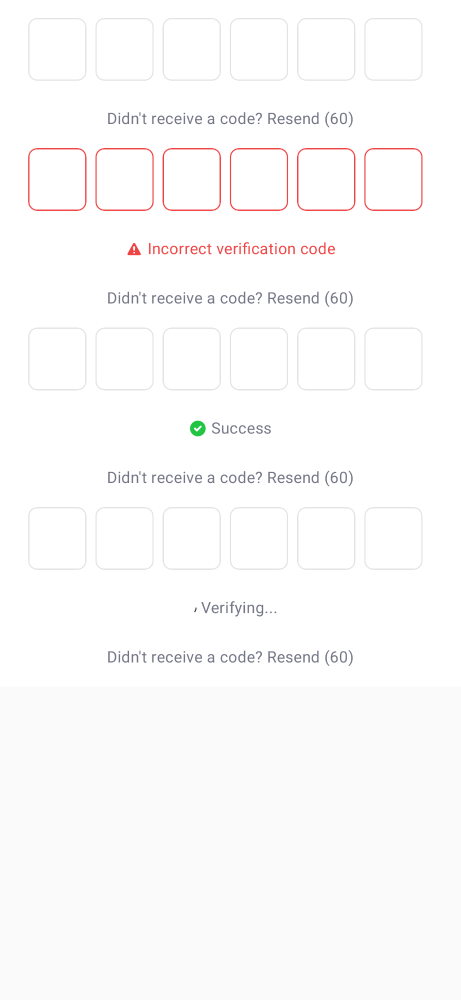 Didn't receive a code? Resend (60)
Incorrect verification code
Didn't receive a code? Resend (60)
Success
Didn't receive a code? Resend (60)
Verifying...
Didn't receive a code? Resend (60)